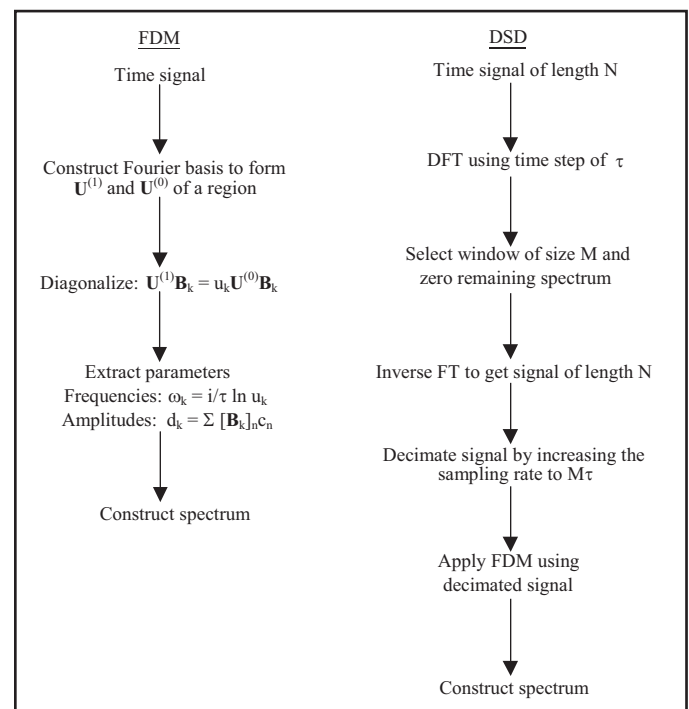 FDM
Time signal
Construct Fourier basis to form
U⁽¹⁾ and U⁽⁰⁾ of a region
Diagonalize: U⁽¹⁾Bₖ = uₖU⁽⁰⁾Bₖ
Extract parameters
Frequencies: ωₖ = i/τ ln uₖ
Amplitudes: dₖ = Σ [Bₖ]ₙcₙ
Construct spectrum
DSD
Time signal of length N
DFT using time step of τ
Select window of size M and
zero remaining spectrum
Inverse FT to get signal of length N
Decimate signal by increasing the
sampling rate to Mτ
Apply FDM using
decimated signal
Construct spectrum